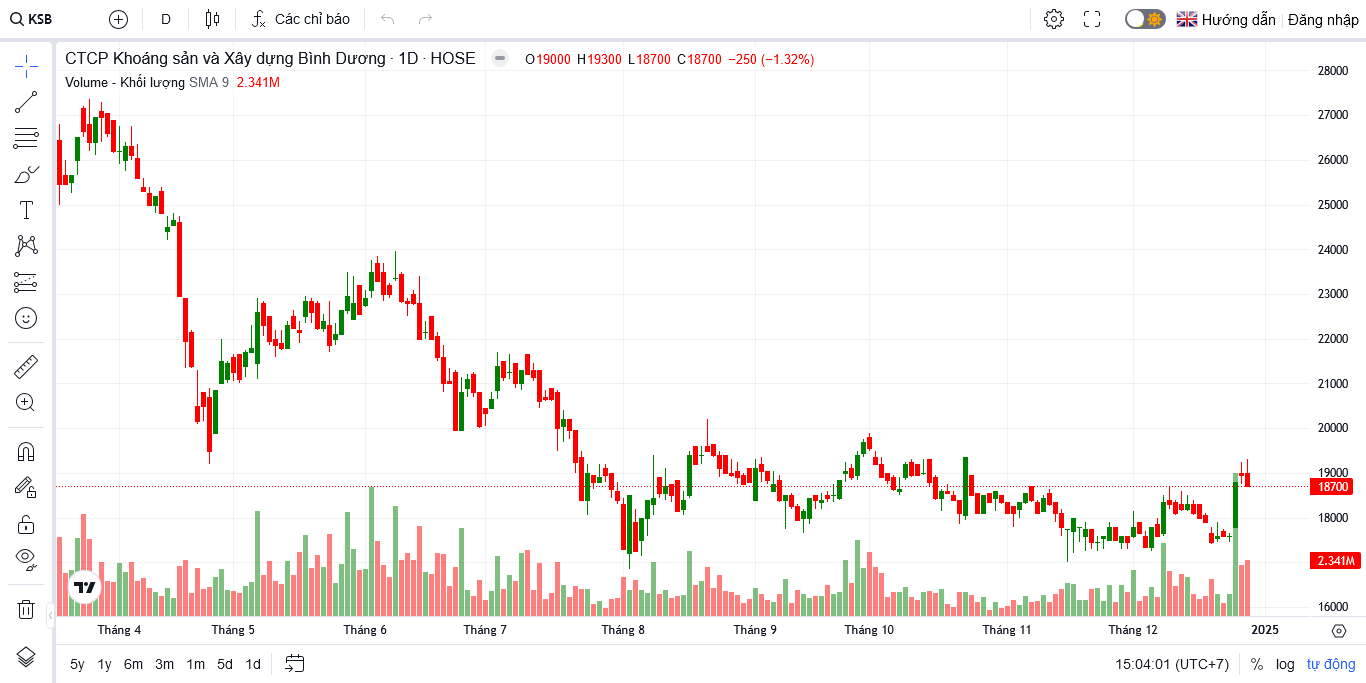 KSB D Các chỉ báo Hướng dẫn Đăng nhập
CTCP Khoáng sản và Xây dựng Bình Dương · 1D · HOSE O19000 H19300 L18700 C18700 −250 (−1.32%)
Volume - Khối lượng SMA 9 2.341M
28000
27000
26000
25000
24000
23000
22000
21000
20000
19000
18700
18000
2.341M
16000
Tháng 4 Tháng 5 Tháng 6 Tháng 7 Tháng 8 Tháng 9 Tháng 10 Tháng 11 Tháng 12 2025
5y 1y 6m 3m 1m 5d 1d 15:04:01 (UTC+7) % log tự động